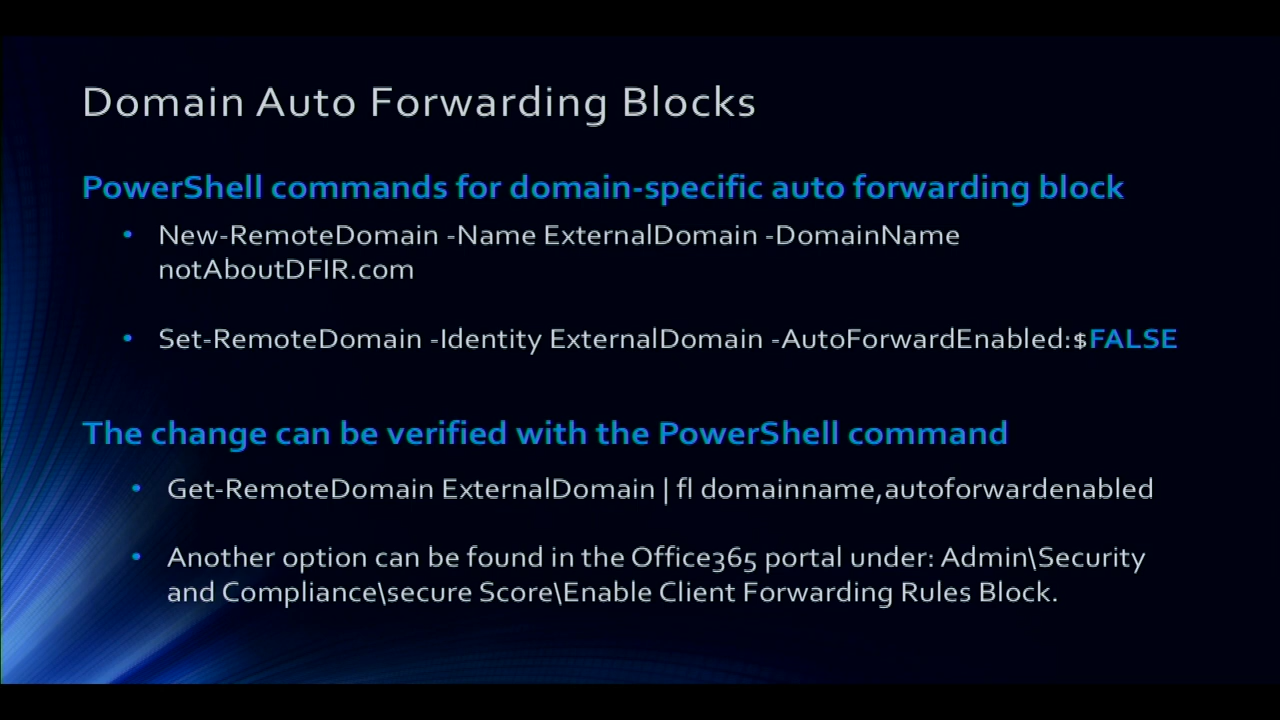 Domain Auto Forwarding Blocks
PowerShell commands for domain-specific auto forwarding block
• New-RemoteDomain -Name ExternalDomain -DomainName
notAboutDFIR.com
• Set-RemoteDomain -Identity ExternalDomain -AutoForwardEnabled:$FALSE
The change can be verified with the PowerShell command
• Get-RemoteDomain ExternalDomain | fl domainname,autoforwardenabled
• Another option can be found in the Office365 portal under: Admin\Security
and Compliance\secure Score\Enable Client Forwarding Rules Block.